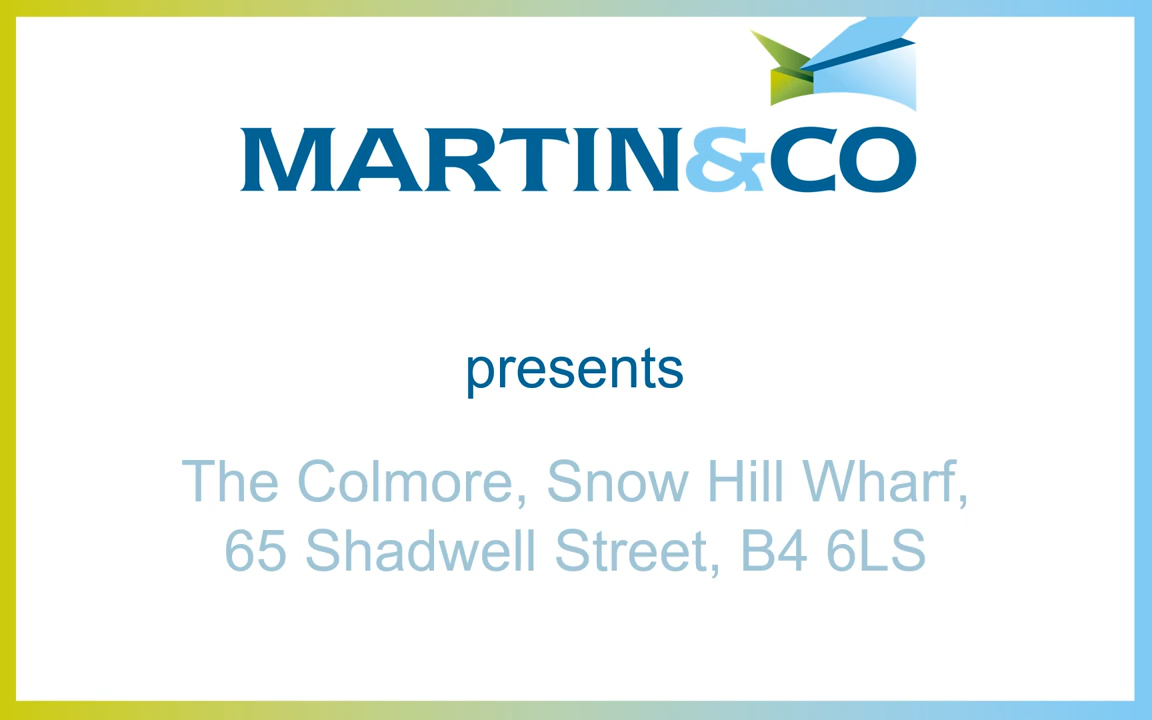 MARTIN&CO
presents
The Colmore, Snow Hill Wharf,
65 Shadwell Street, B4 6LS